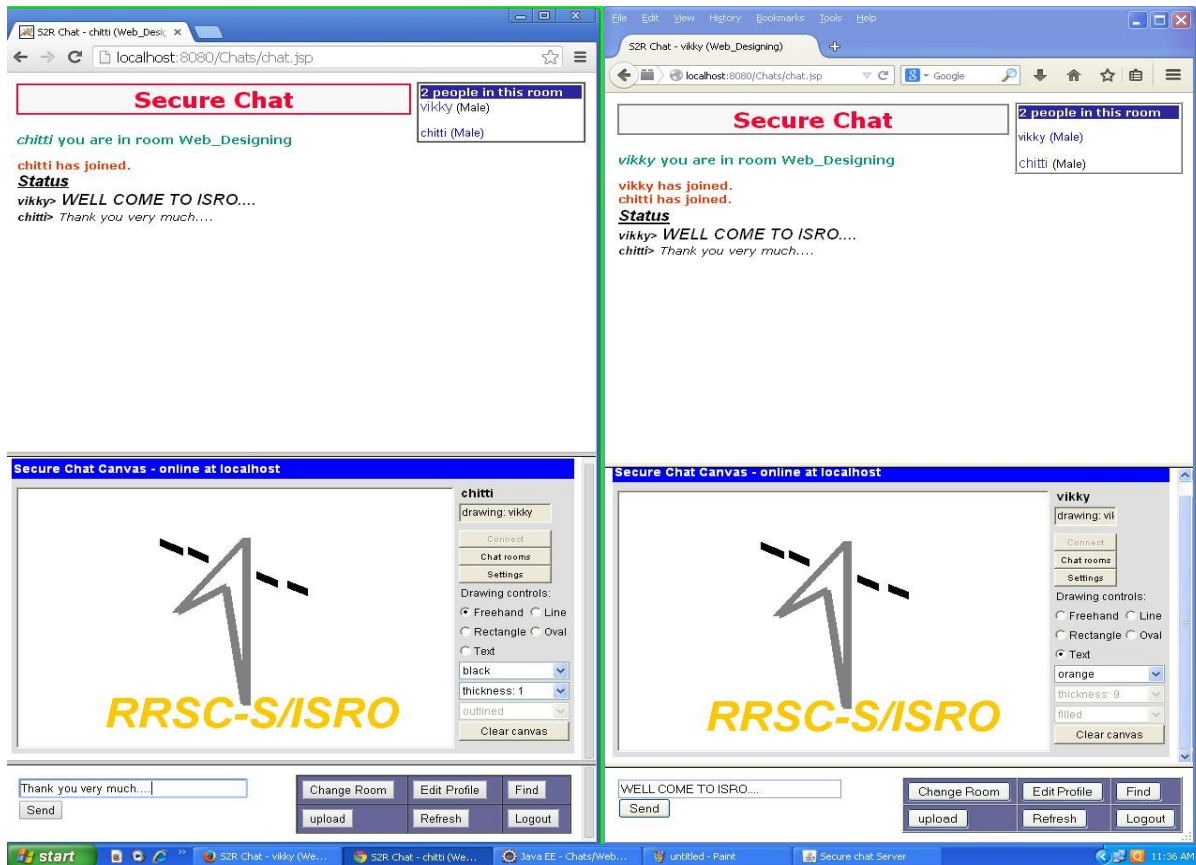 S2R Chat - chitti (Web_Desig
localhost:8080/Chats/chat.jsp
Secure Chat
2 people in this room
vikky (Male)
chitti (Male)
chitti you are in room Web_Designing
chitti has joined.
Status
vikky> WELL COME TO ISRO....
chitti> Thank you very much....
Secure Chat Canvas - online at localhost
chitti
drawing: vikky
Connect
Chat rooms
Settings
Drawing controls:
Freehand Line
Rectangle Oval
Text
black
thickness: 1
outlined
Clear canvas
RRSC-S/ISRO
Thank you very much....
Send
Change Room Edit Profile Find
upload Refresh Logout
File Edit View History Bookmarks Tools Help
S2R Chat - vikky (Web_Designing)
localhost:8080/Chats/chat.jsp
Google
Secure Chat
2 people in this room
vikky (Male)
chitti (Male)
vikky you are in room Web_Designing
vikky has joined.
chitti has joined.
Status
vikky> WELL COME TO ISRO....
chitti> Thank you very much....
Secure Chat Canvas - online at localhost
vikky
drawing: vik
Connect
Chat rooms
Settings
Drawing controls:
Freehand Line
Rectangle Oval
Text
orange
thickness: 9
filled
Clear canvas
RRSC-S/ISRO
WELL COME TO ISRO....
Send
Change Room Edit Profile Find
upload Refresh Logout
start
S2R Chat - vikky (We...
S2R Chat - chitti (We...
Java EE - Chats/Web...
untitled - Paint
Secure chat Server
11:36 AM